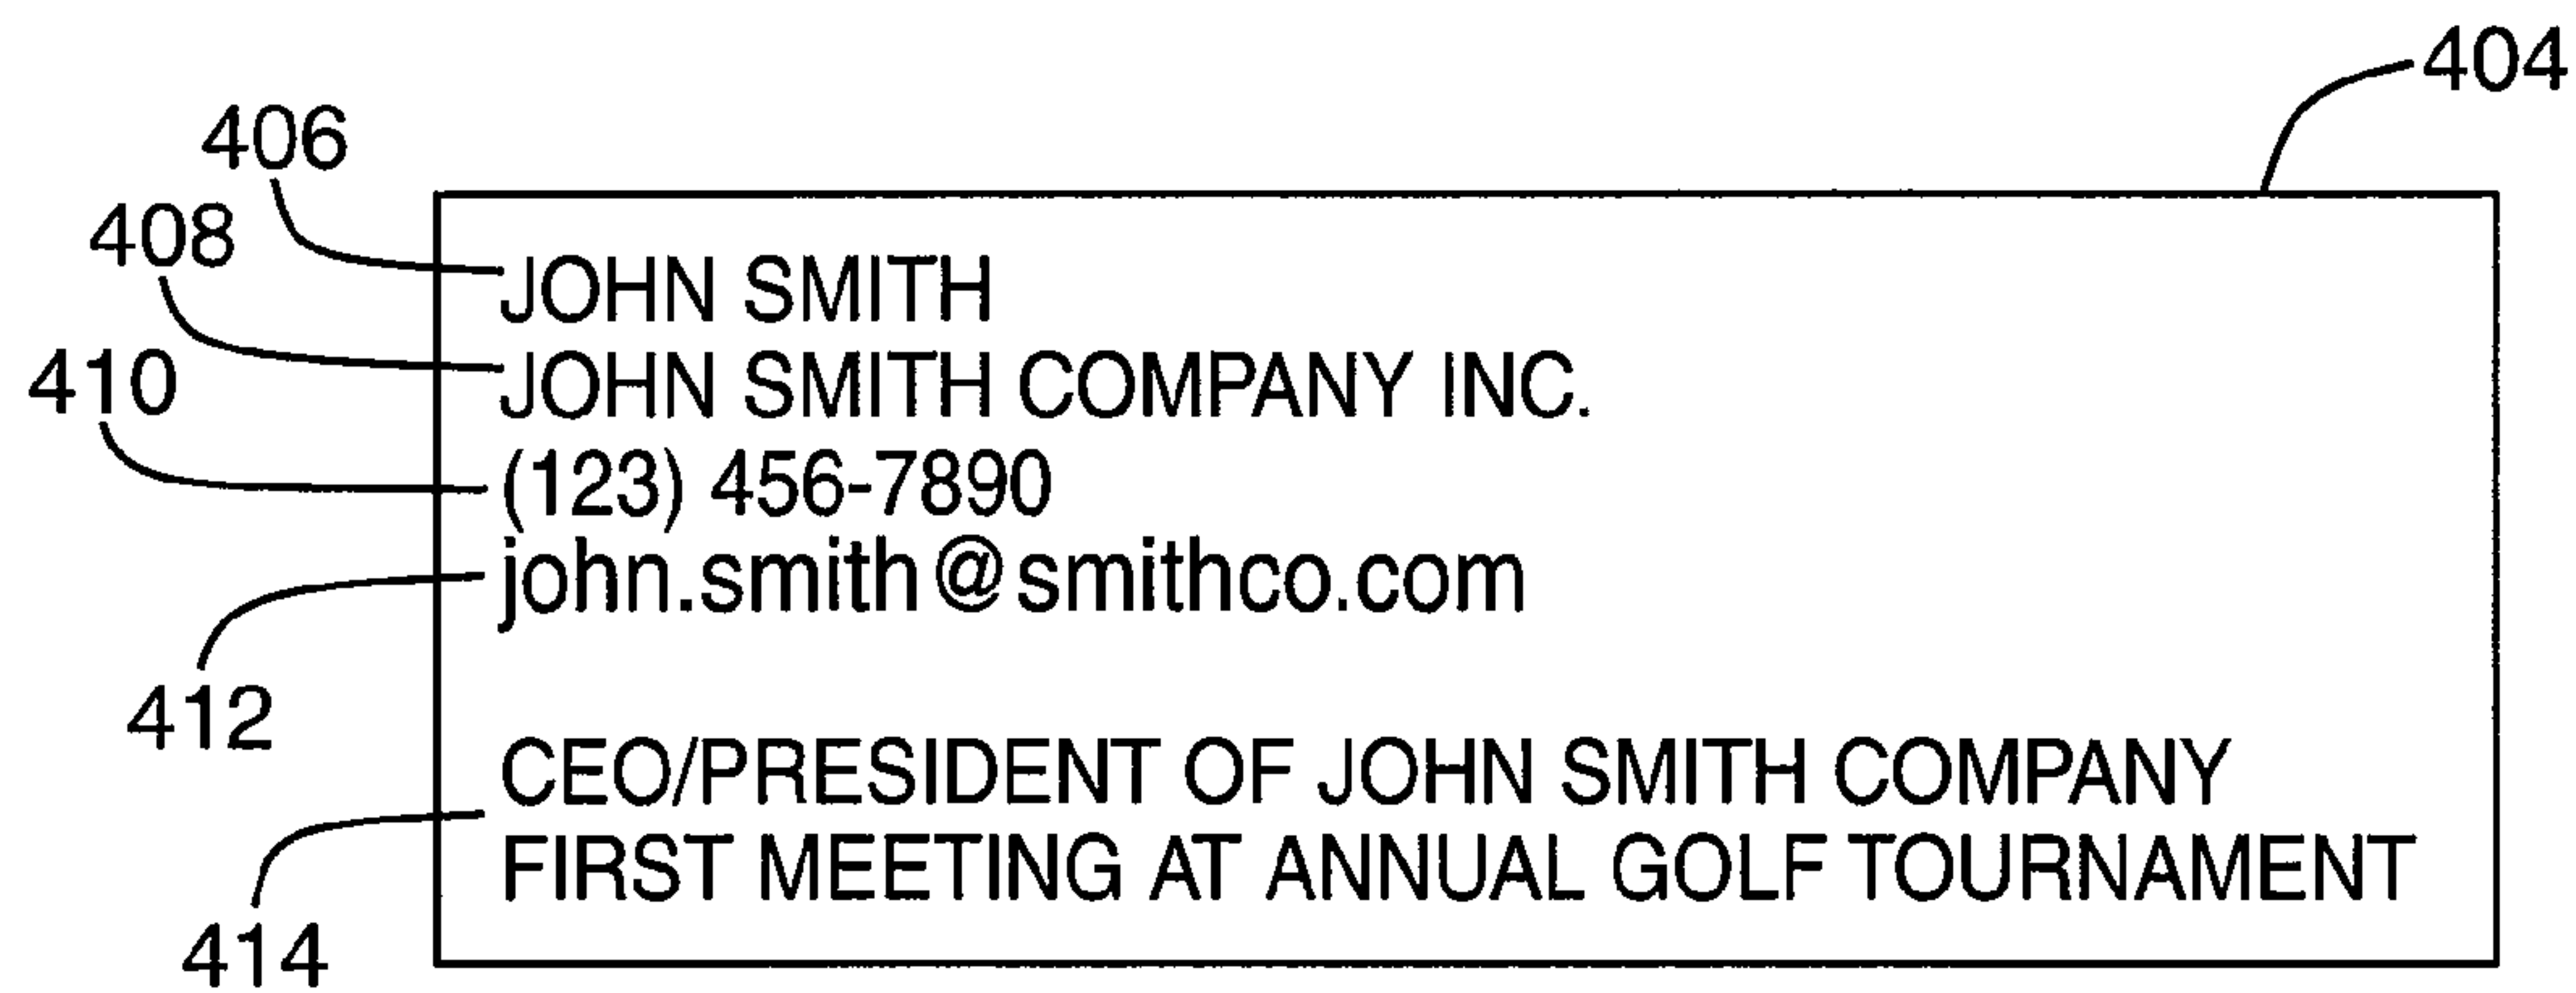 404
406
408
JOHN SMITH
JOHN SMITH COMPANY INC.
410
(123) 456-7890
john.smith@smithco.com
412
CEO/PRESIDENT OF JOHN SMITH COMPANY
FIRST MEETING AT ANNUAL GOLF TOURNAMENT
414